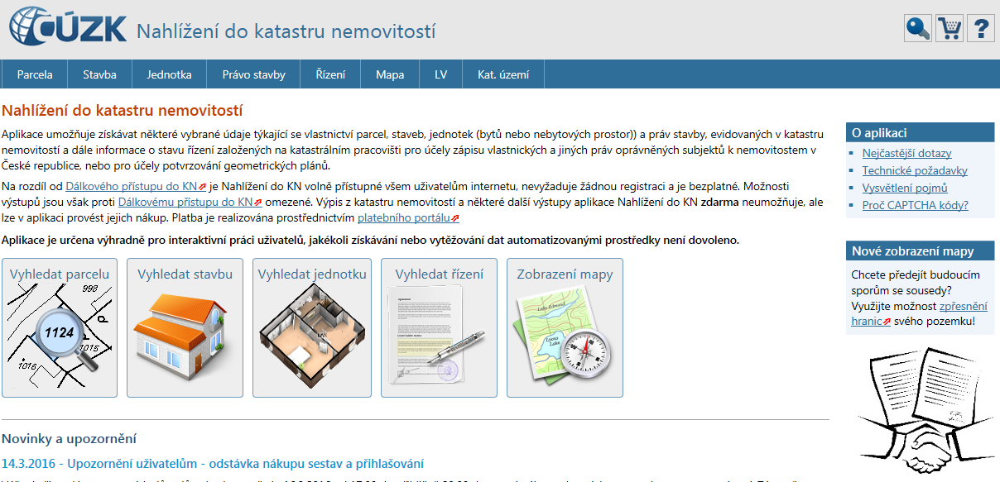 ČÚZK Nahlížení do katastru nemovitostí
Parcela Stavba Jednotka Právo stavby Řízení Mapa LV Kat. území
Nahlížení do katastru nemovitostí
Aplikace umožňuje získávat některé vybrané údaje týkající se vlastnictví parcel, staveb, jednotek (bytů nebo nebytových prostor)) a práv stavby, evidovaných v katastru
nemovitostí a dále informace o stavu řízení založených na katastrálním pracovišti pro účely zápisu vlastnických a jiných práv oprávněných subjektů k nemovitostem v
České republice, nebo pro účely potvrzování geometrických plánů.
Na rozdíl od Dálkového přístupu do KN je Nahlížení do KN volně přístupné všem uživatelům internetu, nevyžaduje žádnou registraci a je bezplatné. Možnosti
výstupů jsou však proti Dálkovému přístupu do KN omezené. Výpis z katastru nemovitostí a některé další výstupy aplikace Nahlížení do KN zdarma neumožňuje, ale
lze v aplikaci provést jejich nákup. Platba je realizována prostřednictvím platebního portálu
Aplikace je určena výhradně pro interaktivní práci uživatelů, jakékoli získávání nebo vytěžování dat automatizovanými prostředky není dovoleno.
Vyhledat parcelu
998
1124
1015
1016
Vyhledat stavbu
Vyhledat jednotku
Vyhledat řízení
Agreement
Zobrazení mapy
Lake Edmund
Lyons
Lake
Novinky a upozornění
14.3.2016 - Upozornění uživatelům - odstávka nákupu sestav a přihlašování
?
O aplikaci
Nejčastější dotazy
Technické požadavky
Vysvětlení pojmů
Proč CAPTCHA kódy?
Nové zobrazení mapy
Chcete předejít budoucím
sporům se sousedy?
Využijte možnost zpřesnění
hranic svého pozemku!